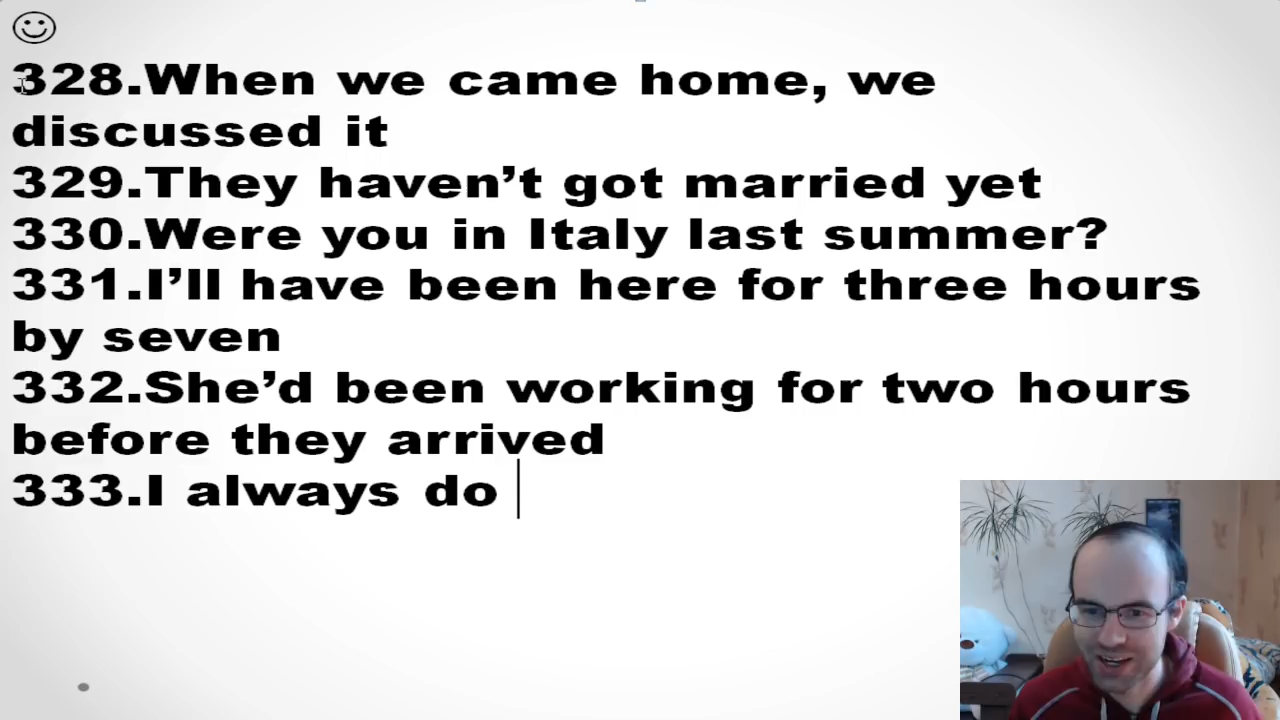 328.When we came home, we
discussed it
329.They haven’t got married yet
330.Were you in Italy last summer?
331.I’ll have been here for three hours
by seven
332.She’d been working for two hours
before they arrived
333.I always do